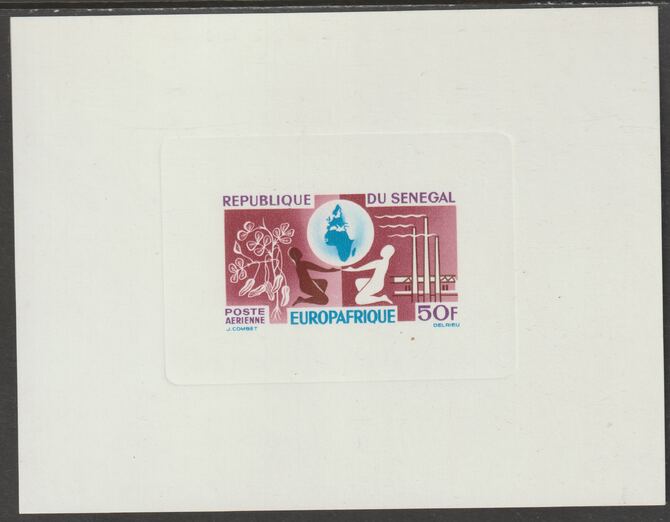 REPUBLIQUE DU SENEGAL
POSTE
AERIENNE
EUROPAFRIQUE
50F
J.COMBET
DELRIEU